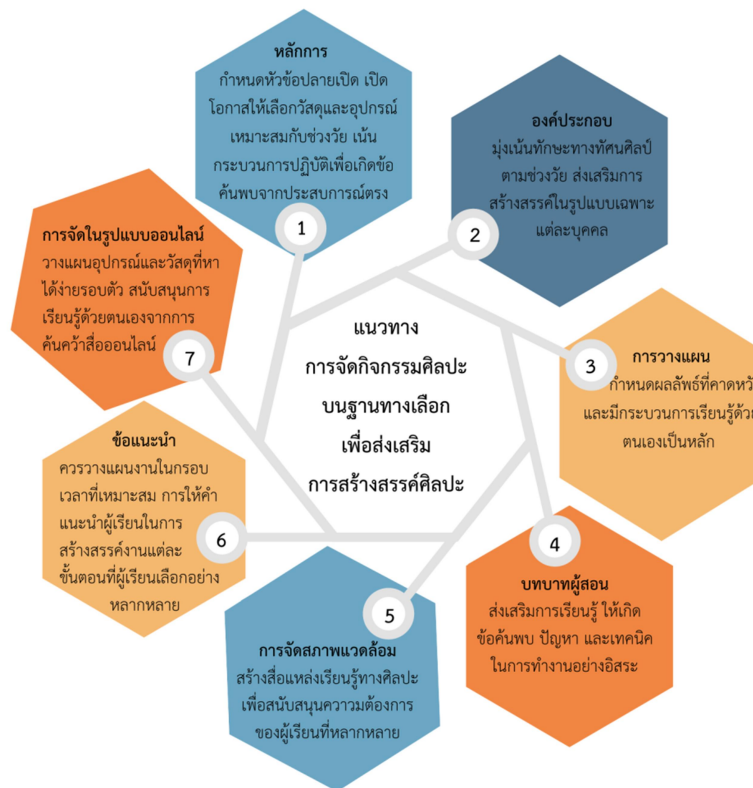 แนวทาง
การจัดกิจกรรมศิลปะ
บนฐานทางเลือก
เพื่อส่งเสริม
การสร้างสรรค์ศิลปะ
หลักการ
กำหนดหัวข้อปลายเปิด เปิด
โอกาสให้เลือกวัสดุและอุปกรณ์
เหมาะสมกับช่วงวัย เน้น
กระบวนการปฏิบัติเพื่อเกิดข้อ
ค้นพบจากประสบการณ์ตรง
1
องค์ประกอบ
มุ่งเน้นทักษะทางทัศนศิลป์
ตามช่วงวัย ส่งเสริมการ
สร้างสรรค์ในรูปแบบเฉพาะ
แต่ละบุคคล
2
การวางแผน
กำหนดผลลัพธ์ที่คาดหวั
และมีกระบวนการเรียนรู้ด้วย
ตนเองเป็นหลัก
3
4
บทบาทผู้สอน
ส่งเสริมการเรียนรู้ ให้เกิด
ข้อค้นพบ ปัญหา และเทคนิค
ในการทำงานอย่างอิสระ
5
การจัดสภาพแวดล้อม
สร้างสื่อแหล่งเรียนรู้ทางศิลปะ
เพื่อสนับสนุนควาวมต้องการ
ของผู้เรียนที่หลากหลาย
ข้อแนะนำ
ควรวางแผนงานในกรอบ
เวลาที่เหมาะสม การให้คำ
แนะนำผู้เรียนในการ
สร้างสรรค์งานแต่ละ
ขั้นตอนที่ผู้เรียนเลือกอย่าง
หลากหลาย
6
การจัดในรูปแบบออนไลน์
วางแผนอุปกรณ์และวัสดุที่หา
ได้ง่ายรอบตัว สนับสนุนการ
เรียนรู้ด้วยตนเองจากการ
ค้นคว้าสื่อออนไลน์
7